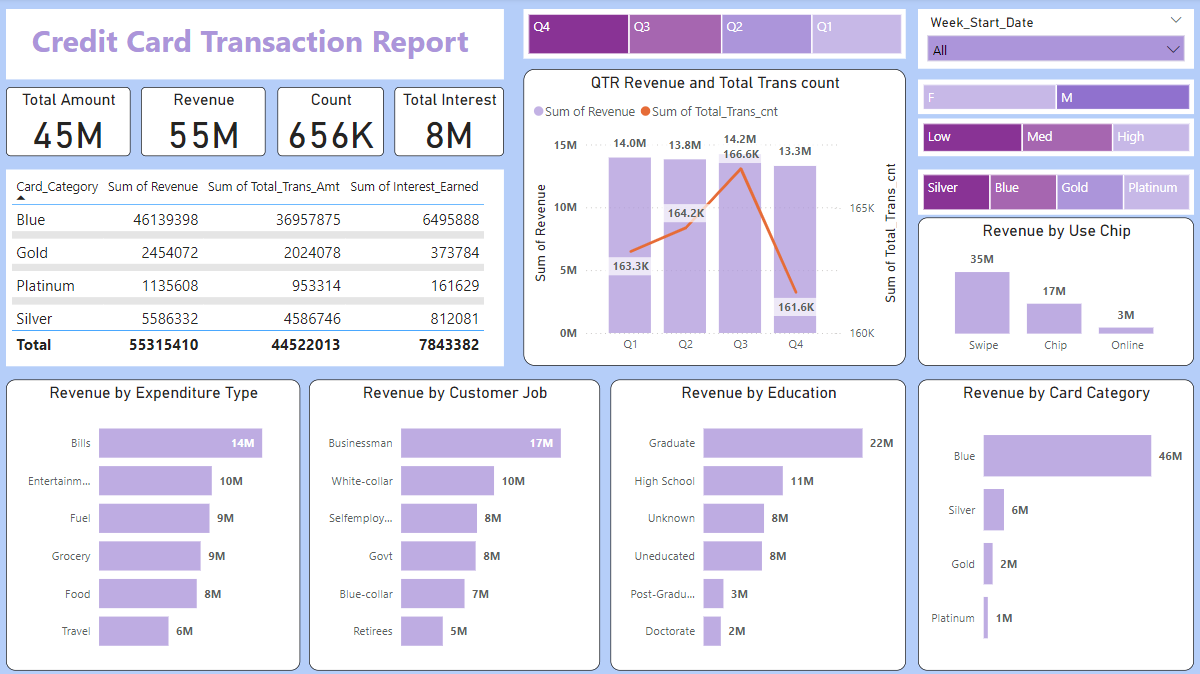 Credit Card Transaction Report
Q4 Q3 Q2 Q1
Week_Start_Date
All
F M
Low Med High
Silver Blue Gold Platinum
Total Amount
45M
Revenue
55M
Count
656K
Total Interest
8M
Card_Category Sum of Revenue Sum of Total_Trans_Amt Sum of Interest_Earned
Blue 46139398 36957875 6495888
Gold 2454072 2024078 373784
Platinum 1135608 953314 161629
Silver 5586332 4586746 812081
Total 55315410 44522013 7843382
QTR Revenue and Total Trans count
Sum of Revenue Sum of Total_Trans_cnt
Sum of Revenue
15M
10M
5M
0M
14.0M 13.8M 14.2M 13.3M
163.3K 164.2K 166.6K 161.6K
Q1 Q2 Q3 Q4
165K
160K
Sum of Total_Trans_cnt
Revenue by Use Chip
35M 17M 3M
Swipe Chip Online
Revenue by Expenditure Type
Bills 14M
Entertainm... 10M
Fuel 9M
Grocery 9M
Food 8M
Travel 6M
Revenue by Customer Job
Businessman 17M
White-collar 10M
Selfemploy... 8M
Govt 8M
Blue-collar 7M
Retirees 5M
Revenue by Education
Graduate 22M
High School 11M
Unknown 8M
Uneducated 8M
Post-Gradu... 3M
Doctorate 2M
Revenue by Card Category
Blue 46M
Silver 6M
Gold 2M
Platinum 1M